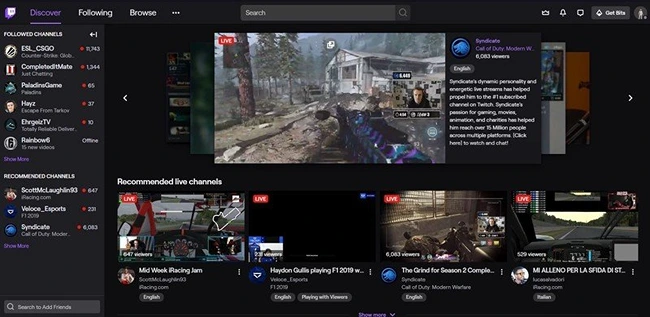 Discover
Following
Browse
Search
Get Bits
FOLLOWED CHANNELS
ESL_CSGO
11,743
Counter-Strike: Glob...
CompletedItMate
1,344
Just Chatting
PaladinsGame
65
Paladins
Hayz
37
Escape From Tarkov
EhrgeizTV
10
Totally Reliable Deliver...
Rainbow6
Offline
15 new videos
Show More
RECOMMENDED CHANNELS
ScottMcLaughlin93
647
iRacing.com
Veloce_Esports
231
F1 2019
Syndicate
6,083
Call of Duty: Moder...
Show More
Search to Add Friends
LIVE
Syndicate
Call of Duty: Modern W...
6,083 viewers
English
Syndicate's dynamic personality and
energetic live streams has helped
propel him to the #1 subscribed
channel on Twitch. Syndicate's
passion for gaming, movies,
animation, and charities has helped
him reach over 15 Million people
across multiple platforms. (Click
here) to watch and chat!
Recommended live channels
LIVE
647 viewers
Mid Week iRacing Jam
ScottMcLaughlin93
iRacing.com
English
LIVE
231 viewers
Haydon Gullis playing F1 2019 w...
Veloce_Esports
F1 2019
English
Playing with Viewers
LIVE
6,083 viewers
The Grind for Season 2 Comple...
Syndicate
Call of Duty: Modern Warfare
English
LIVE
529 viewers
MI ALLENO PER LA SFIDA DI ST...
lucasalvadori
iRacing.com
Italian
Show more